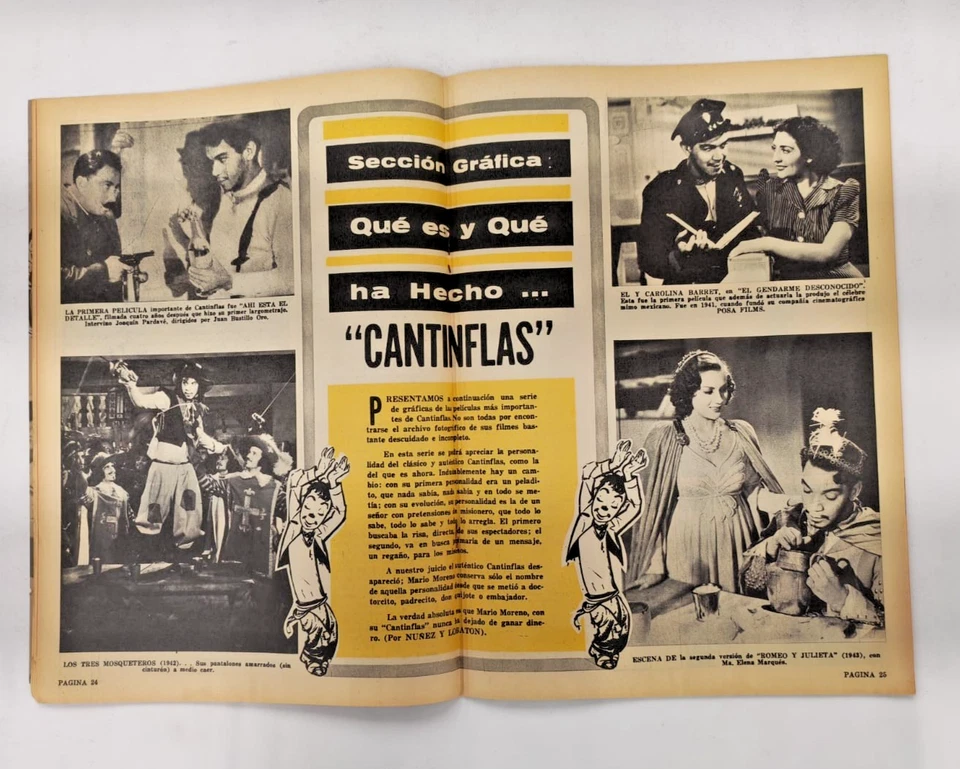 LA PRIMERA PELICULA importante de Cantinflas fue "AHI ESTA EL
DETALLE", filmada cuatro años después que hizo su primer largometraje.
Intervino Joaquín Pardavé, dirigidos por Juan Bustillo Oro.
LOS TRES MOSQUETEROS (1942). . . Sus pantalones amarrados (sin
cinturón) a medio caer.
PAGINA 24
Sección Gráfica
Qué es y Qué
ha Hecho ...
"CANTINFLAS"
PRESENTAMOS a continuación una serie
de gráficas de las películas más importan-
tes de Cantinflas. No son todas por encon-
trarse el archivo fotográfico de sus filmes bas-
tante descuidado e incompleto.
En esta serie se podrá apreciar la persona-
lidad del clásico y auténtico Cantinflas, como la
del que es ahora. Indudablemente hay un cam-
bio: con su primera personalidad era un peladi-
to, que nada sabía, nada sabía y en todo se me-
tía; con su evolución, su personalidad es la de un
señor con pretensiones de misionero, que todo lo
sabe, todo lo sabe y todo lo arregla. El primero
buscaba la risa, directa de sus espectadores; el
segundo, va en busca primaria de un mensaje,
un regaño, para los mismos.
A nuestro juicio el auténtico Cantinflas des-
apareció; Mario Moreno conserva sólo el nombre
de aquella personalidad desde que se metió a doc-
torcito, padrecito, don quijote o embajador.
La verdad absoluta es que Mario Moreno, con
su "Cantinflas" nunca ha dejado de ganar dine-
ro. (Por NUÑEZ Y LOBATON).
EL Y CAROLINA BARRET, en "EL GENDARME DESCONOCIDO".
Esta fue la primera película que además de actuarla la produjo el célebre
mimo mexicano. Fue en 1941, cuando fundó su compañía cinematográfica
POSA FILMS.
ESCENA DE la segunda versión de "ROMEO Y JULIETA" (1943), con
Ma. Elena Marqués.
PAGINA 25